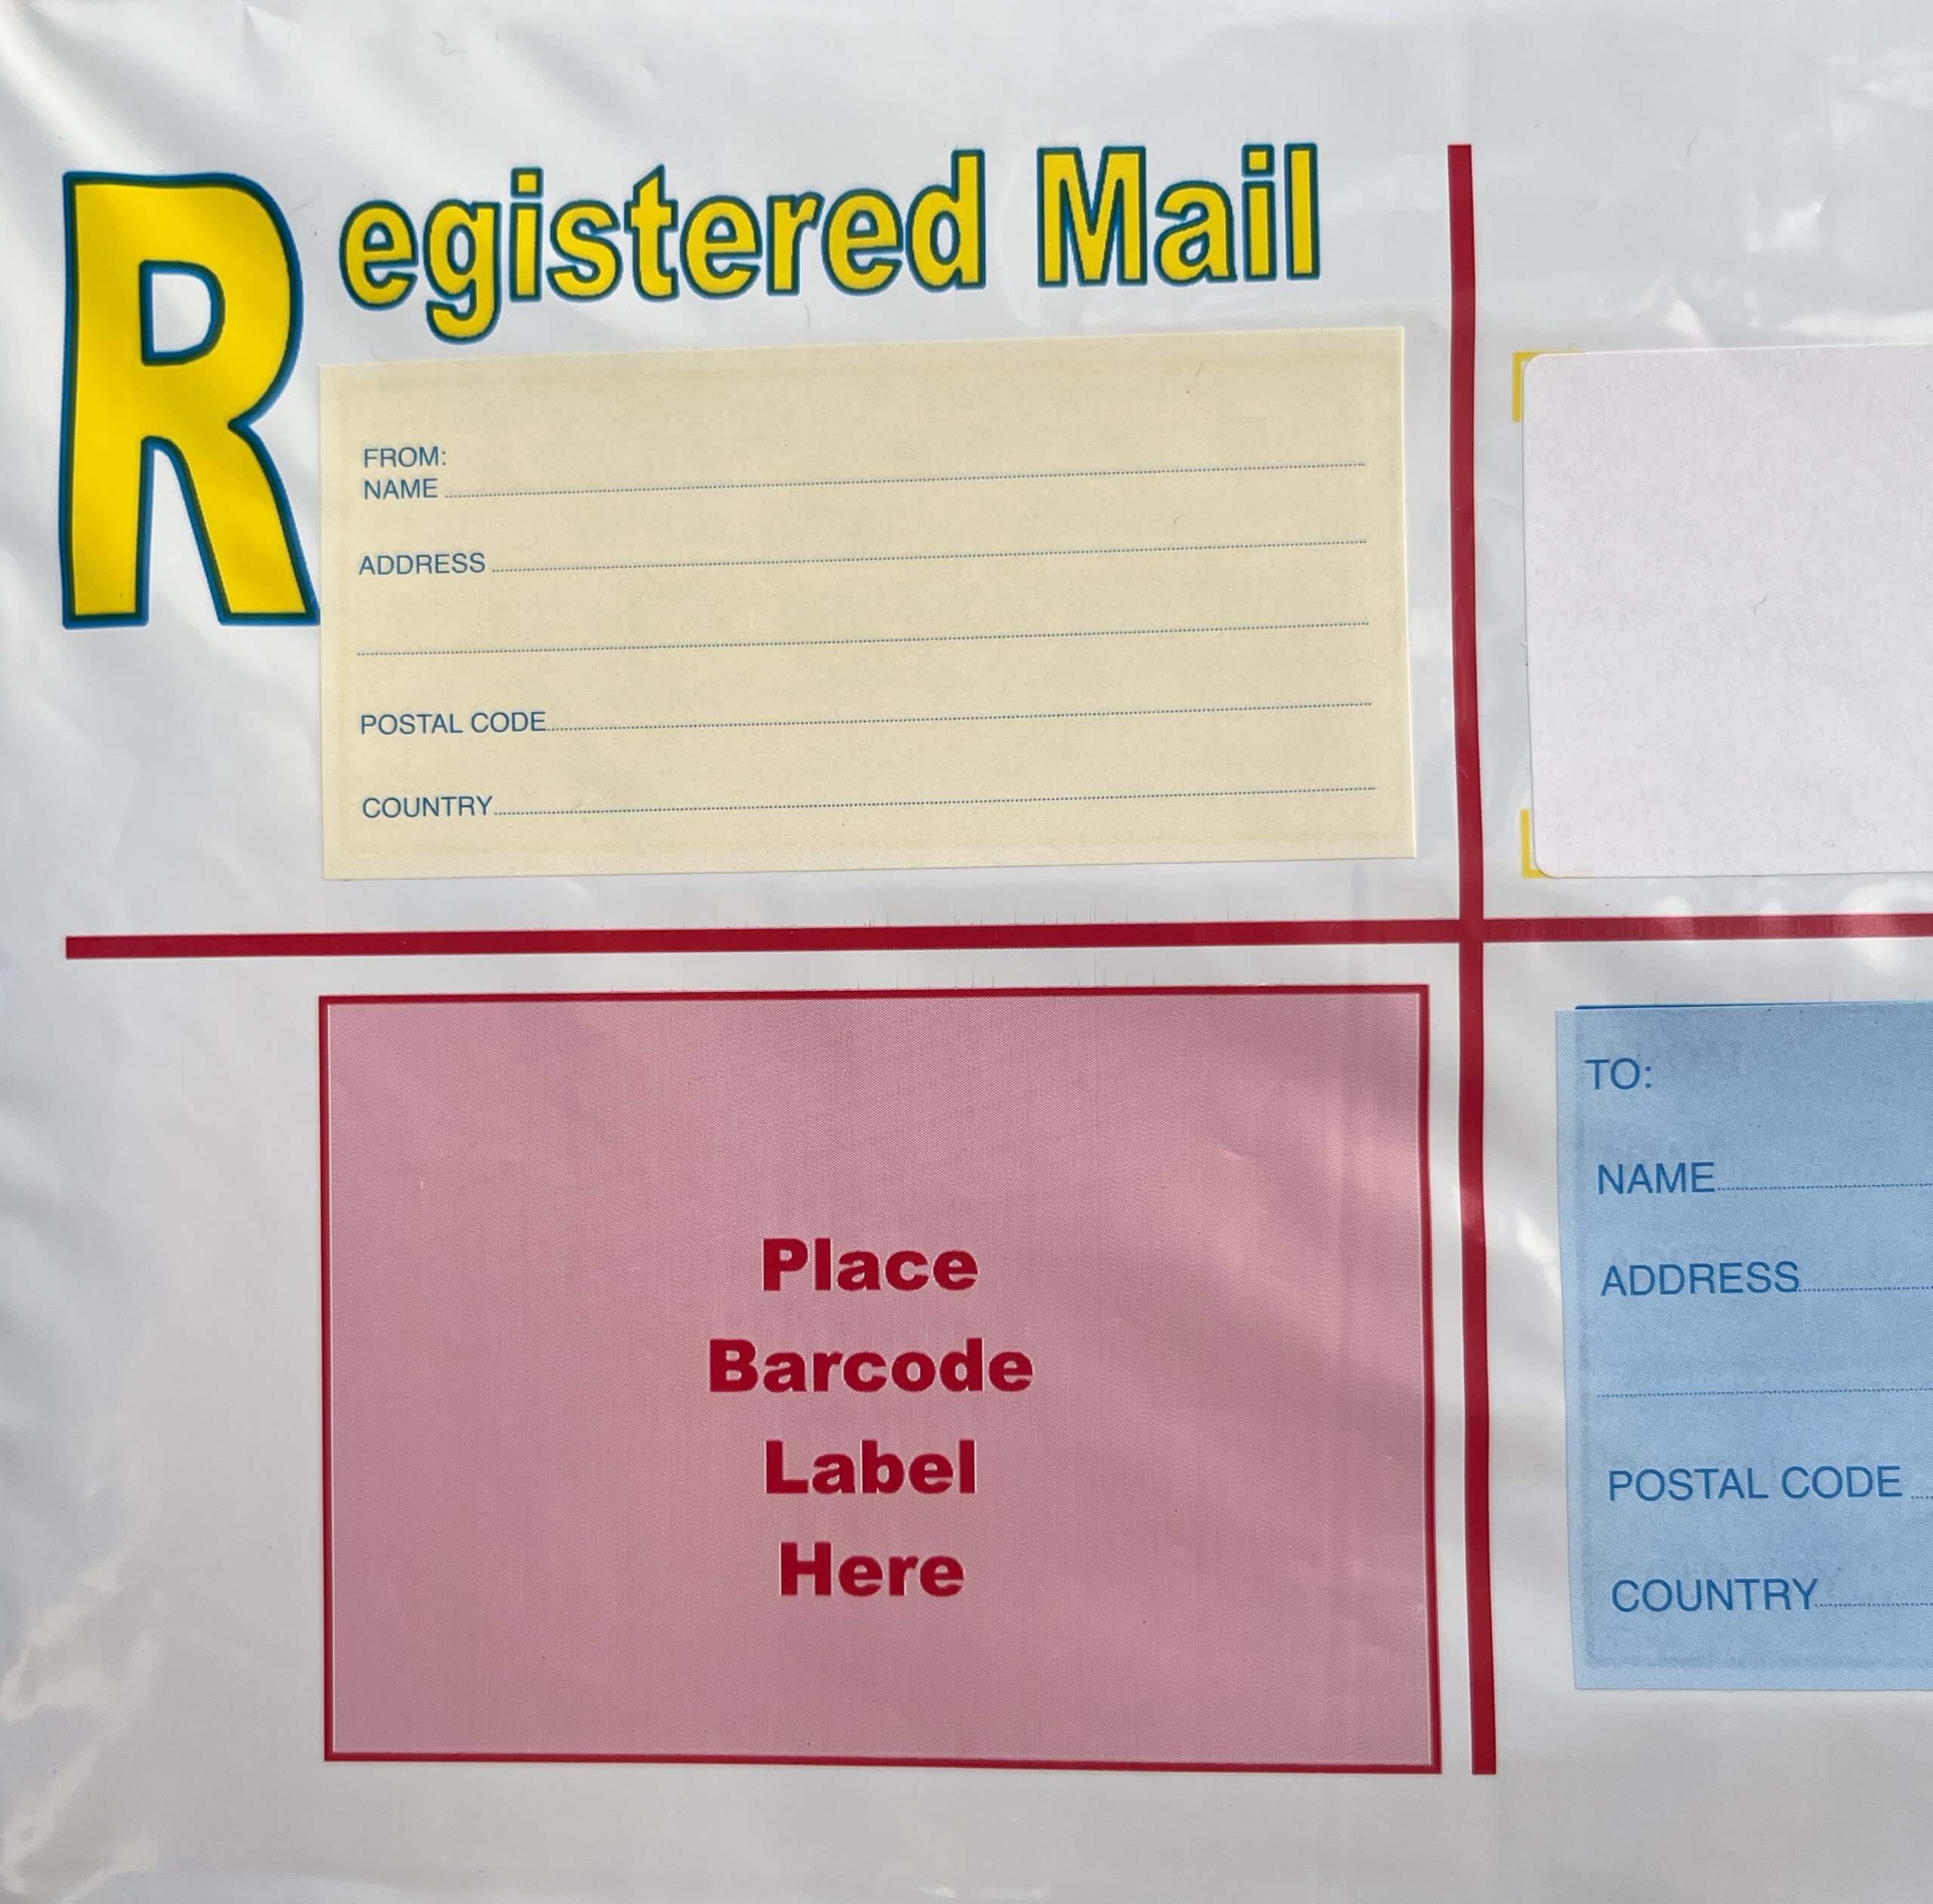 Registered Mail
FROM:
NAME
ADDRESS
POSTAL CODE
COUNTRY
Place
Barcode
Label
Here
TO:
NAME
ADDRESS
POSTAL CODE
COUNTRY